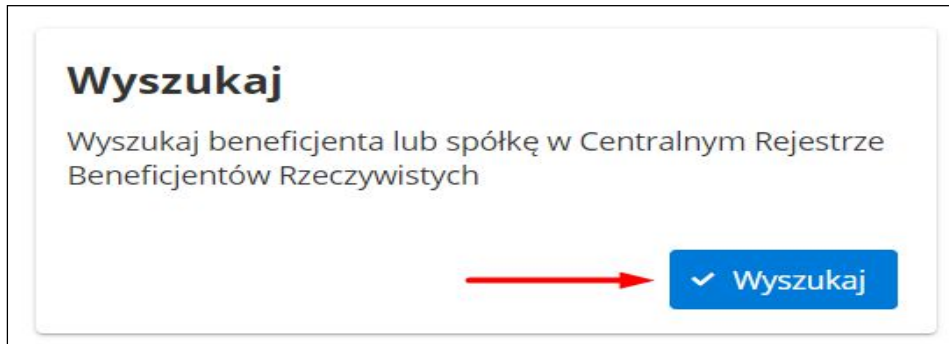 Wyszukaj
Wyszukaj beneficjenta lub spółkę w Centralnym Rejestrze
Beneficjentów Rzeczywistych
Wyszukaj